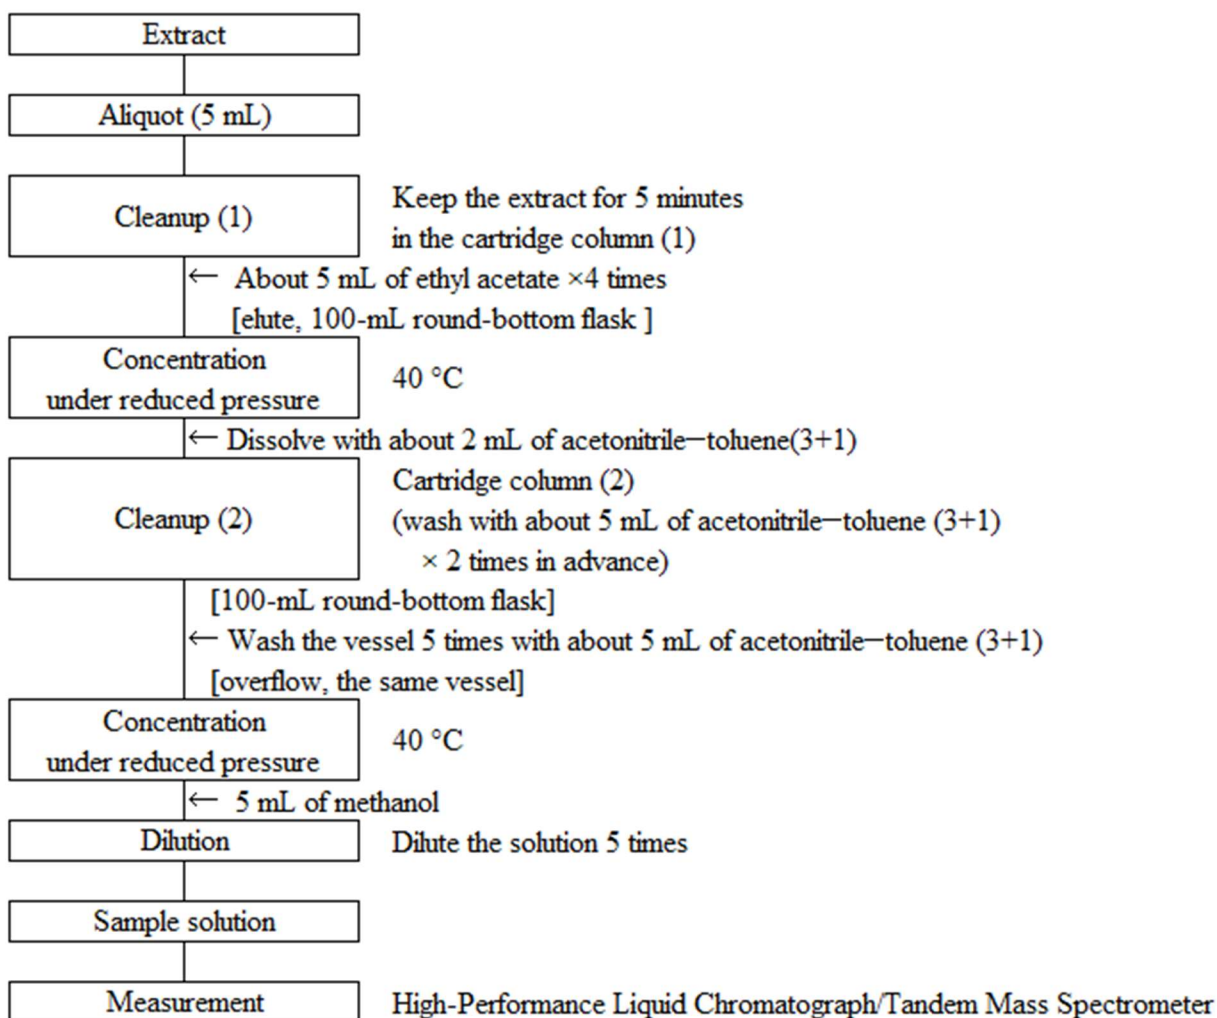 Extract
Aliquot (5 mL)
Cleanup (1)
Keep the extract for 5 minutes
in the cartridge column (1)
← About 5 mL of ethyl acetate ×4 times
[elute, 100-mL round-bottom flask ]
Concentration
under reduced pressure
40 °C
← Dissolve with about 2 mL of acetonitrile—toluene(3+1)
Cleanup (2)
Cartridge column (2)
(wash with about 5 mL of acetonitrile—toluene (3+1)
× 2 times in advance)
[100-mL round-bottom flask]
← Wash the vessel 5 times with about 5 mL of acetonitrile—toluene (3+1)
[overflow, the same vessel]
Concentration
under reduced pressure
40 °C
← 5 mL of methanol
Dilution
Dilute the solution 5 times
Sample solution
Measurement
High-Performance Liquid Chromatograph/Tandem Mass Spectrometer